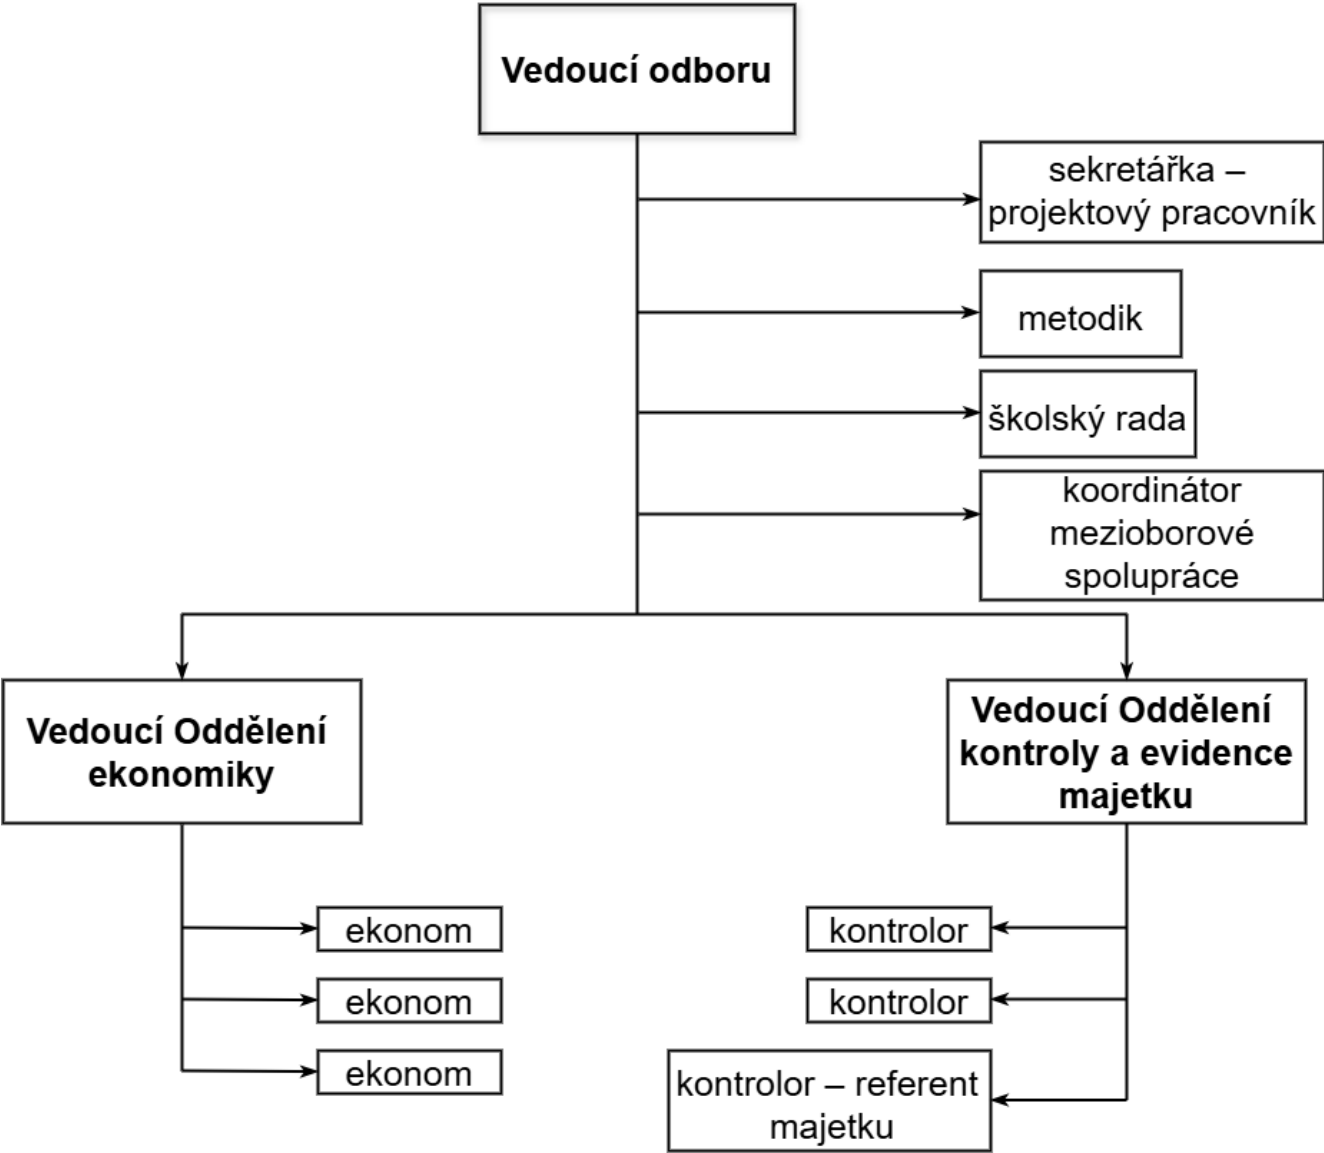 Vedoucí odboru
sekretářka –
projektový pracovník
metodik
školský rada
koordinátor
mezioborové
spolupráce
Vedoucí Oddělení
ekonomiky
Vedoucí Oddělení
kontroly a evidence
majetku
ekonom
ekonom
ekonom
kontrolor
kontrolor
kontrolor – referent
majetku